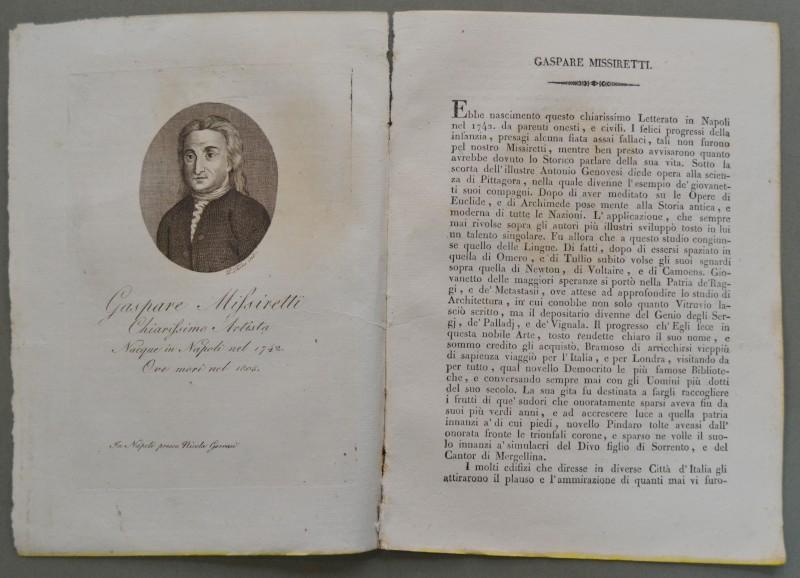 Gaspare Missiretti
Chiarissimo Artista
Nacque in Napoli nel 1742
Ove morì nel 1804.
In Napoli presso Nicola Gervasi
GASPARE MISSIRETTI.
Ebbe nascimento questo chiarissimo Letterato in Napoli
nel 1742. da parenti onesti, e civili. I felici progressi della
infanzia, presagi alcuna fiata assai fallaci, tali non furono
pel nostro Missiretti, mentre ben presto avvisarono quanto
avrebbe dovuto lo Storico parlare della sua vita. Sotto la
scorta dell'illustre Antonio Genovesi diede opera alla scien-
za di Pittagora, nella quale divenne l'esempio de'giovanet-
ti suoi compagni. Dopo di aver meditato su le Opere di
Euclide, e di Archimede pose mente alla Storia antica, e
moderna di tutte le Nazioni. L'applicazione, che sempre
mai rivolse sopra gli autori più illustri sviluppò tosto in lui
un talento singolare. Fu allora che a questo studio congiun-
se quello delle Lingue. Di fatti, dopo di essersi spaziato in
quella di Omero, e di Tullio subito volse gli suoi sguardi
sopra quella di Newton, di Voltaire, e di Camoens. Gio-
vanetto delle maggiori speranze si portò nella Patria de'Rag-
gi, e de'Metastasii, ove attese ad approfondire lo studio di
Architettura, in cui conobbe non solo quanto Vitruvio la-
sciò scritto, ma il depositario divenne del Genio degli Ser-
gj, de'Palladj, e de'Vignala. Il progresso ch'Egli fece in
questa nobile Arte, tosto rendette chiaro il suo nome, e
sommo credito gli acquistò. Bramoso di arricchirsi vieppiù
di sapienza viaggiò per l'Italia, e per Londra, visitando da
per tutto, qual novello Democrito le più famose Bibliote-
che, e conversando sempre mai con gli Uomini più dotti
del suo secolo. La sua gita fu destinata a fargli raccogliere
i frutti di que'sudori che onoratamente sparsi aveva fin da
suoi più verdi anni, e ad accrescere luce a quella patria
innanzi a'di cui piedi, novello Pindaro tolte aveasi dall'
onorata fronte le trionfali corone, e sparso ne volle il suo-
lo innanzi a'simulacri del Divo figlio di Sorrento, e del
Cantor di Mergellina.
I molti edifizi che diresse in diverse Città d'Italia gli
attirarono il plauso e l'ammirazione di quanti mai vi furo-